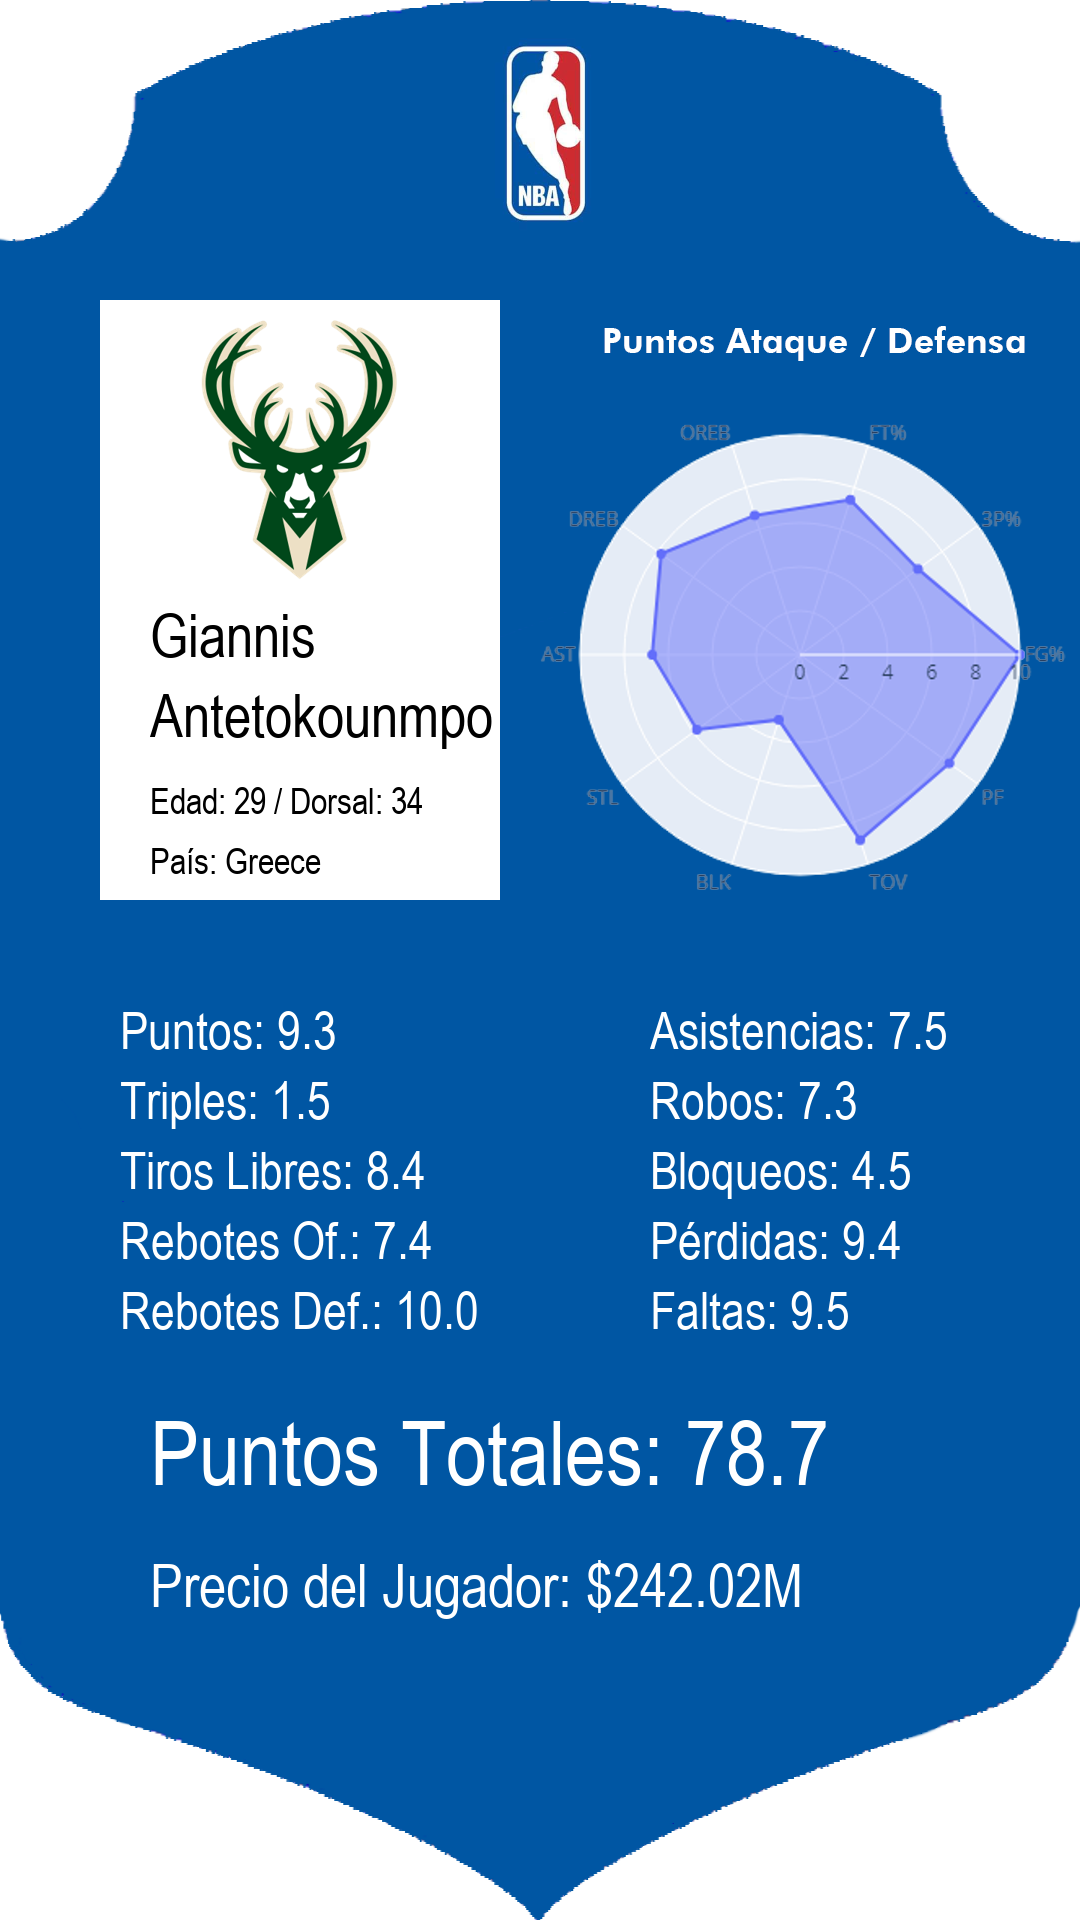 NBA
Puntos Ataque / Defensa
OREB
FT%
DREB
3P%
AST
FG%
0 2 4 6 8 10
STL
PF
BLK
TOV
Giannis
Antetokounmpo
Edad: 29 / Dorsal: 34
País: Greece
Puntos: 9.3
Triples: 1.5
Tiros Libres: 8.4
Rebotes Of.: 7.4
Rebotes Def.: 10.0
Asistencias: 7.5
Robos: 7.3
Bloqueos: 4.5
Pérdidas: 9.4
Faltas: 9.5
Puntos Totales: 78.7
Precio del Jugador: $242.02M